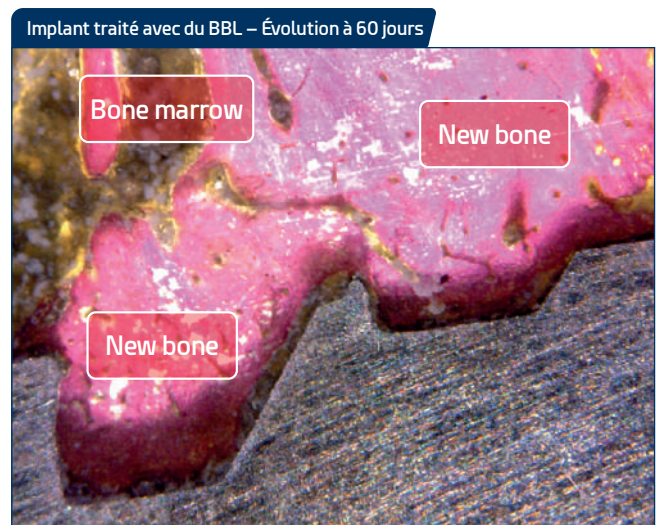 Implant traité avec du BBL – Évolution à 60 jours
Bone marrow
New bone
New bone